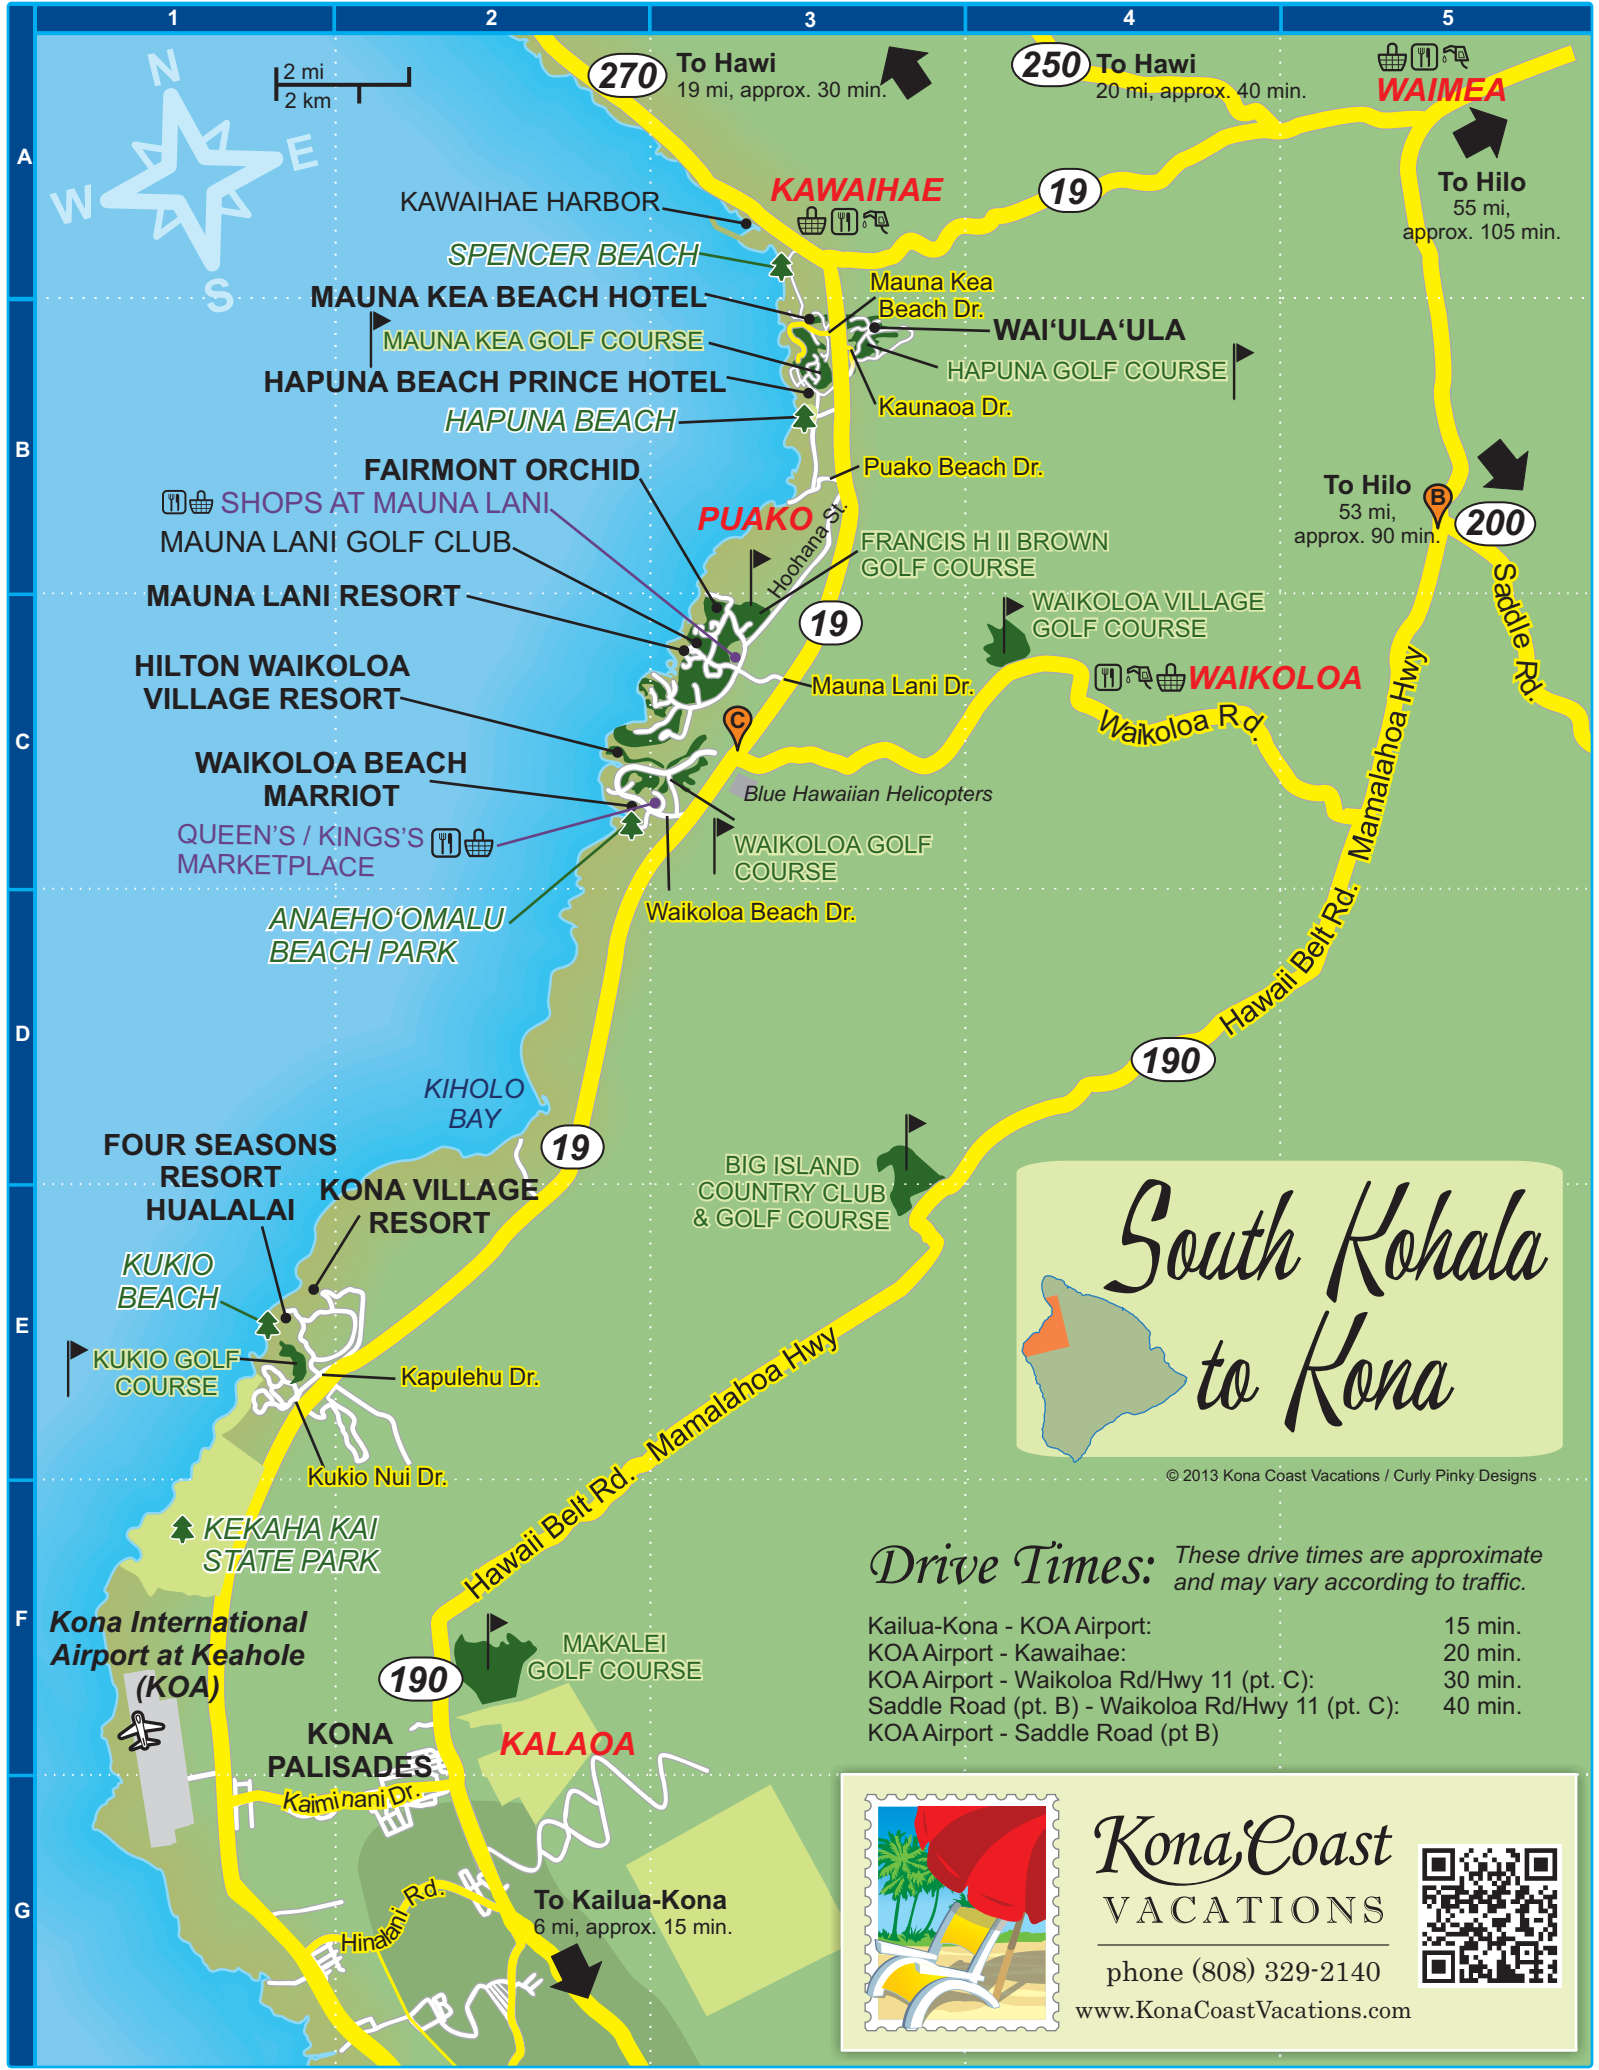 1 2 3 4 5
A
B
C
D
E
F
G
N
E
S
W
2 mi
2 km
270
To Hawi
19 mi, approx. 30 min.
250
To Hawi
20 mi, approx. 40 min.
WAIMEA
To Hilo
55 mi,
approx. 105 min.
19
KAWAIHAE
KAWAIHAE HARBOR
SPENCER BEACH
MAUNA KEA BEACH HOTEL
MAUNA KEA GOLF COURSE
HAPUNA BEACH PRINCE HOTEL
HAPUNA BEACH
Mauna Kea
Beach Dr.
WAI‘ULA‘ULA
HAPUNA GOLF COURSE
Kaunaoa Dr.
Puako Beach Dr.
FAIRMONT ORCHID
SHOPS AT MAUNA LANI
MAUNA LANI GOLF CLUB
MAUNA LANI RESORT
PUAKO
Hoohana St.
FRANCIS H II BROWN
GOLF COURSE
To Hilo
53 mi,
approx. 90 min.
B
200
Saddle Rd.
19
WAIKOLOA VILLAGE
GOLF COURSE
WAIKOLOA
Mauna Lani Dr.
Waikoloa Rd.
Mamalahoa Hwy
HILTON WAIKOLOA
VILLAGE RESORT
C
WAIKOLOA BEACH
MARRIOT
Blue Hawaiian Helicopters
QUEEN'S / KINGS'S
MARKETPLACE
WAIKOLOA GOLF
COURSE
Waikoloa Beach Dr.
ANAEHO‘OMALU
BEACH PARK
Hawaii Belt Rd.
190
KIHOLO
BAY
19
FOUR SEASONS
RESORT
HUALALAI
KONA VILLAGE
RESORT
BIG ISLAND
COUNTRY CLUB
& GOLF COURSE
KUKIO
BEACH
KUKIO GOLF
COURSE
Kapulehu Dr.
Kukio Nui Dr.
Mamalahoa Hwy
Hawaii Belt Rd.
South Kohala
to Kona
© 2013 Kona Coast Vacations / Curly Pinky Designs
KEKAHA KAI
STATE PARK
Kona International
Airport at Keahole
(KOA)
190
MAKALEI
GOLF COURSE
KONA
PALISADES
KALAOA
Kaiminani Dr.
Hinalani Rd.
To Kailua-Kona
6 mi, approx. 15 min.
Drive Times:
These drive times are approximate
and may vary according to traffic.
Kailua-Kona - KOA Airport: 15 min.
KOA Airport - Kawaihae: 20 min.
KOA Airport - Waikoloa Rd/Hwy 11 (pt. C): 30 min.
Saddle Road (pt. B) - Waikoloa Rd/Hwy 11 (pt. C): 40 min.
KOA Airport - Saddle Road (pt B)
Kona Coast
VACATIONS
phone (808) 329-2140
www.KonaCoastVacations.com